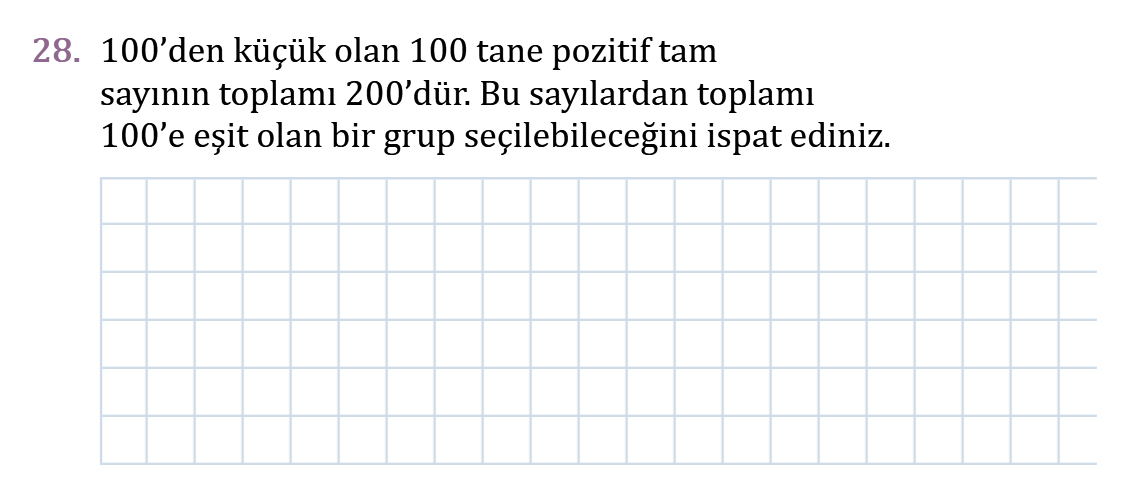 28. 100’den küçük olan 100 tane pozitif tam
sayının toplamı 200’dür. Bu sayılardan toplamı
100’e eşit olan bir grup seçilebileceğini ispat ediniz.